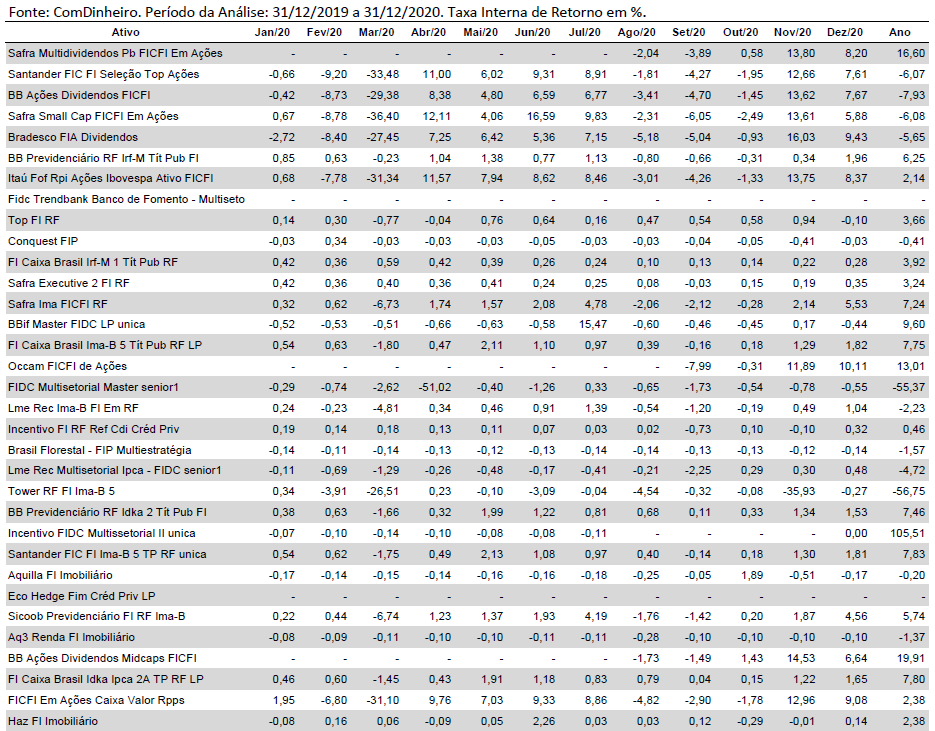 Fonte: ComDinheiro. Período da Análise: 31/12/2019 a 31/12/2020. Taxa Interna de Retorno em %.
Ativo Jan/20 Fev/20 Mar/20 Abr/20 Mai/20 Jun/20 Jul/20 Ago/20 Set/20 Out/20 Nov/20 Dez/20 Ano
Safra Multidividendos Pb FICFI Em Ações - - - - - - - -2,04 -3,89 0,58 13,80 8,20 16,60
Santander FIC FI Seleção Top Ações -0,66 -9,20 -33,48 11,00 6,02 9,31 8,91 -1,81 -4,27 -1,95 12,66 7,61 -6,07
BB Ações Dividendos FICFI -0,42 -8,73 -29,38 8,38 4,80 6,59 6,77 -3,41 -4,70 -1,45 13,62 7,67 -7,93
Safra Small Cap FICFI Em Ações 0,67 -8,78 -36,40 12,11 4,06 16,59 9,83 -2,31 -6,05 -2,49 13,61 5,88 -6,08
Bradesco FIA Dividendos -2,72 -8,40 -27,45 7,25 6,42 5,36 7,15 -5,18 -5,04 -0,93 16,03 9,43 -5,65
BB Previdenciário RF Irf-M Tít Pub FI 0,85 0,63 -0,23 1,04 1,38 0,77 1,13 -0,80 -0,66 -0,31 0,34 1,96 6,25
Itaú Fof Rpi Ações Ibovespa Ativo FICFI 0,68 -7,78 -31,34 11,57 7,94 8,62 8,46 -3,01 -4,26 -1,33 13,75 8,37 2,14
Fidc Trendbank Banco de Fomento - Multiseto - - - - - - - - - - - - -
Top FI RF 0,14 0,30 -0,77 -0,04 0,76 0,64 0,16 0,47 0,54 0,58 0,94 -0,10 3,66
Conquest FIP -0,03 0,34 -0,03 -0,03 -0,03 -0,05 -0,03 -0,03 -0,04 -0,05 -0,41 -0,03 -0,41
FI Caixa Brasil Irf-M 1 Tít Pub RF 0,42 0,36 0,59 0,42 0,39 0,26 0,24 0,10 0,13 0,14 0,22 0,28 3,92
Safra Executive 2 FI RF 0,42 0,36 0,40 0,36 0,41 0,24 0,25 0,08 -0,03 0,15 0,19 0,35 3,24
Safra Ima FICFI RF 0,32 0,62 -6,73 1,74 1,57 2,08 4,78 -2,06 -2,12 -0,28 2,14 5,53 7,24
BBif Master FIDC LP unica -0,52 -0,53 -0,51 -0,66 -0,63 -0,58 15,47 -0,60 -0,46 -0,45 0,17 -0,44 9,60
FI Caixa Brasil Ima-B 5 Tít Pub RF LP 0,54 0,63 -1,80 0,47 2,11 1,10 0,97 0,39 -0,16 0,18 1,29 1,82 7,75
Occam FICFI de Ações - - - - - - - - -7,99 -0,31 11,89 10,11 13,01
FIDC Multisetorial Master senior1 -0,29 -0,74 -2,62 -51,02 -0,40 -1,26 0,33 -0,65 -1,73 -0,54 -0,78 -0,55 -55,37
Lme Rec Ima-B FI Em RF 0,24 -0,23 -4,81 0,34 0,46 0,91 1,39 -0,54 -1,20 -0,19 0,49 1,04 -2,23
Incentivo FI RF Ref Cdi Créd Priv 0,19 0,14 0,18 0,13 0,11 0,07 0,03 0,02 -0,73 0,10 -0,10 0,32 0,46
Brasil Florestal - FIP Multiestratégia -0,14 -0,11 -0,14 -0,13 -0,12 -0,13 -0,14 -0,14 -0,13 -0,13 -0,12 -0,14 -1,57
Lme Rec Multisetorial Ipca - FIDC senior1 -0,11 -0,69 -1,29 -0,26 -0,48 -0,17 -0,41 -0,21 -2,25 0,29 0,30 0,48 -4,72
Tower RF FI Ima-B 5 0,34 -3,91 -26,51 0,23 -0,10 -3,09 -0,04 -4,54 -0,32 -0,08 -35,93 -0,27 -56,75
BB Previdenciário RF Idka 2 Tít Pub FI 0,38 0,63 -1,66 0,32 1,99 1,22 0,81 0,68 0,11 0,33 1,34 1,53 7,46
Incentivo FIDC Multissetorial II unica -0,07 -0,10 -0,14 -0,10 -0,08 -0,08 -0,11 - - - - 0,00 105,51
Santander FIC FI Ima-B 5 TP RF unica 0,54 0,62 -1,75 0,49 2,13 1,08 0,97 0,40 -0,14 0,18 1,30 1,81 7,83
Aquilla FI Imobiliário -0,17 -0,14 -0,15 -0,14 -0,16 -0,16 -0,18 -0,25 -0,05 1,89 -0,51 -0,17 -0,20
Eco Hedge Fim Créd Priv LP - - - - - - - - - - - - -
Sicoob Previdenciário FI RF Ima-B 0,22 0,44 -6,74 1,23 1,37 1,93 4,19 -1,76 -1,42 0,20 1,87 4,56 5,74
Aq3 Renda FI Imobiliário -0,08 -0,09 -0,11 -0,10 -0,10 -0,11 -0,11 -0,28 -0,10 -0,10 -0,10 -0,10 -1,37
BB Ações Dividendos Midcaps FICFI - - - - - - - -1,73 -1,49 1,43 14,53 6,64 19,91
FI Caixa Brasil Idka Ipca 2A TP RF LP 0,46 0,60 -1,45 0,43 1,91 1,18 0,83 0,79 0,04 0,15 1,22 1,65 7,80
FICFI Em Ações Caixa Valor Rpps 1,95 -6,80 -31,10 9,76 7,03 9,33 8,86 -4,82 -2,90 -1,78 12,96 9,08 2,38
Haz FI Imobiliário -0,08 0,16 0,06 -0,09 0,05 2,26 0,03 0,03 0,12 -0,29 -0,01 0,14 2,38